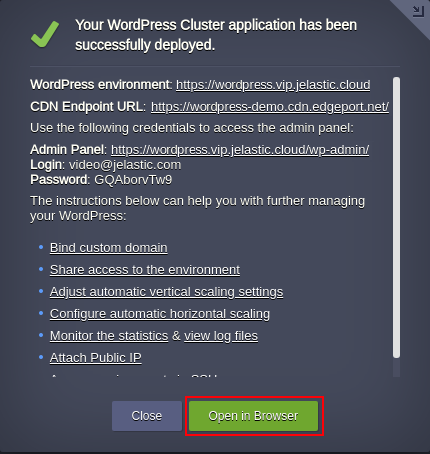 Your WordPress Cluster application has been
successfully deployed.
WordPress environment: https://wordpress.vip.jelastic.cloud
CDN Endpoint URL: https://wordpress-demo.cdn.edgeport.net/
Use the following credentials to access the admin panel:
Admin Panel: https://wordpress.vip.jelastic.cloud/wp-admin/
Login: video@jelastic.com
Password: GQAborvTw9
The instructions below can help you with further managing
your WordPress:
Bind custom domain
Share access to the environment
Adjust automatic vertical scaling settings
Configure automatic horizontal scaling
Monitor the statistics & view log files
Attach Public IP
Close Open in Browser